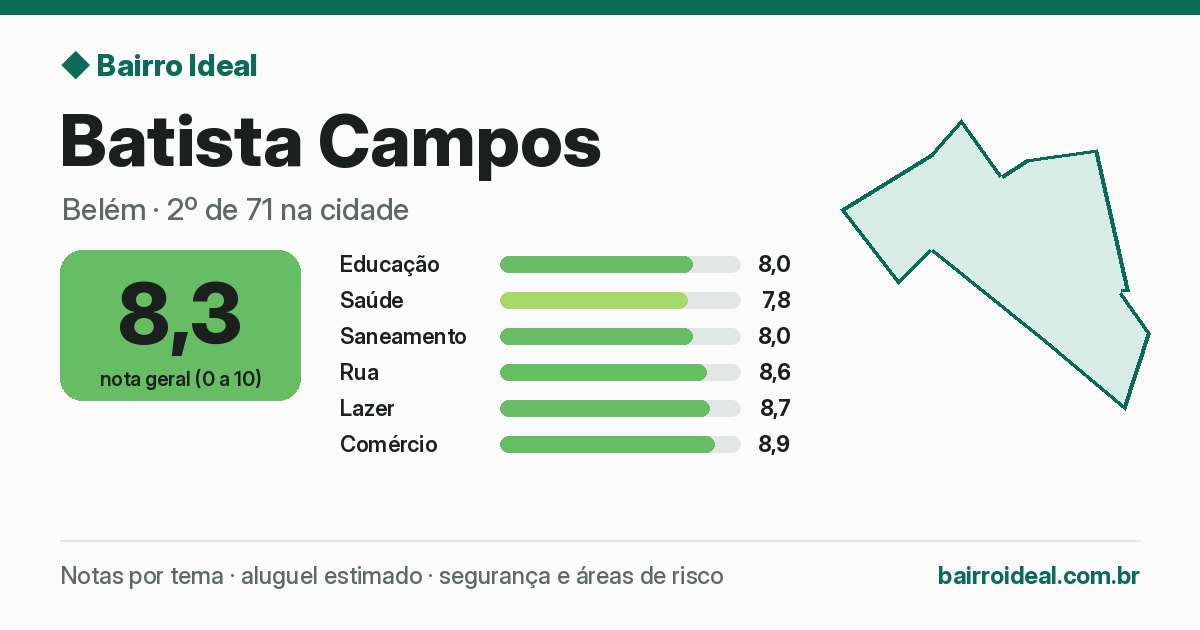 Bairro Ideal
Batista Campos
Belém · 2º de 71 na cidade
8,3
nota geral (0 a 10)
Educação 8,0
Saúde 7,8
Saneamento 8,0
Rua 8,6
Lazer 8,7
Comércio 8,9
Notas por tema · aluguel estimado · segurança e áreas de risco
bairroideal.com.br